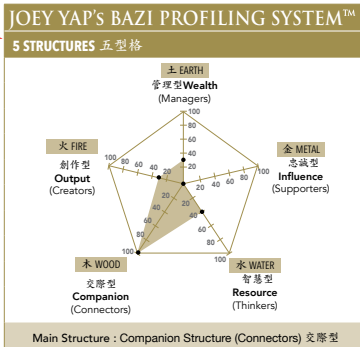 JOEY YAP's BAZI PROFILING SYSTEM™
5 STRUCTURES 五型格
土 EARTH
管理型Wealth
(Managers)
100
80
60
40
20
火 FIRE
創作型
Output
(Creators)
100
80
60
40
20
金 METAL
忠誠型
Influence
(Supporters)
20
40
60
80
100
木 WOOD
交際型
Companion
(Connectors)
20
40
60
80
100
水 WATER
智慧型
Resource
(Thinkers)
20
40
60
80
100
Main Structure : Companion Structure (Connectors) 交際型